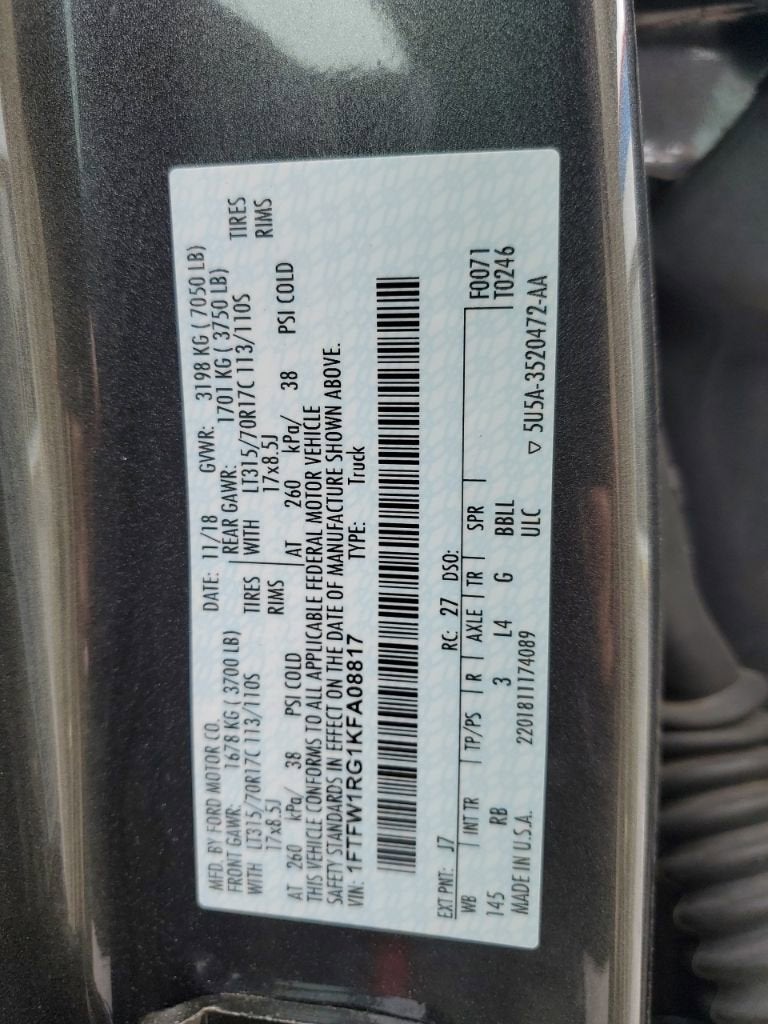 MFD. BY FORD MOTOR CO. DATE: 11/18 GVWR: 3198 KG ( 7050 LB)
FRONT GAWR: 1678 KG ( 3700 LB) REAR GAWR: 1701 KG ( 3750 LB)
WITH LT315/70R17C 113/110S TIRES WITH LT315/70R17C 113/110S TIRES
17x8.5J RIMS 17x8.5J RIMS
AT 260 kPa/ 38 PSI COLD AT 260 kPa/ 38 PSI COLD
THIS VEHICLE CONFORMS TO ALL APPLICABLE FEDERAL MOTOR VEHICLE
SAFETY STANDARDS IN EFFECT ON THE DATE OF MANUFACTURE SHOWN ABOVE.
VIN: 1FTFW1RG1KFA08817 TYPE: Truck
EXT PNT: J7 RC: 27 DSO:
WB INT TR TP/PS R AXLE TR SPR F0071
145 RB 3 L4 G BBLL T0246
MADE IN U.S.A. 2201811174089 ULC ▽ 5U5A-3520472-AA